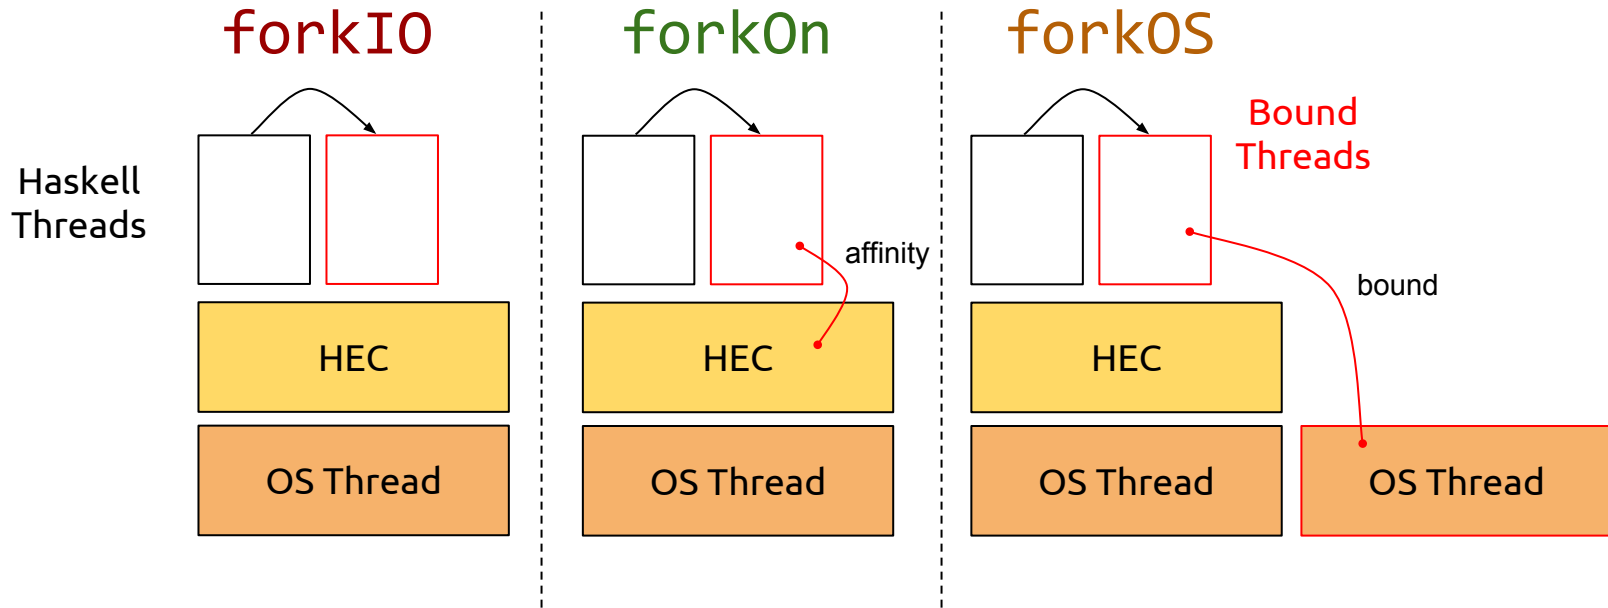 forkIO
forkOn
forkOS
Bound
Threads
Haskell
Threads
affinity
bound
HEC
HEC
HEC
OS Thread
OS Thread
OS Thread
OS Thread